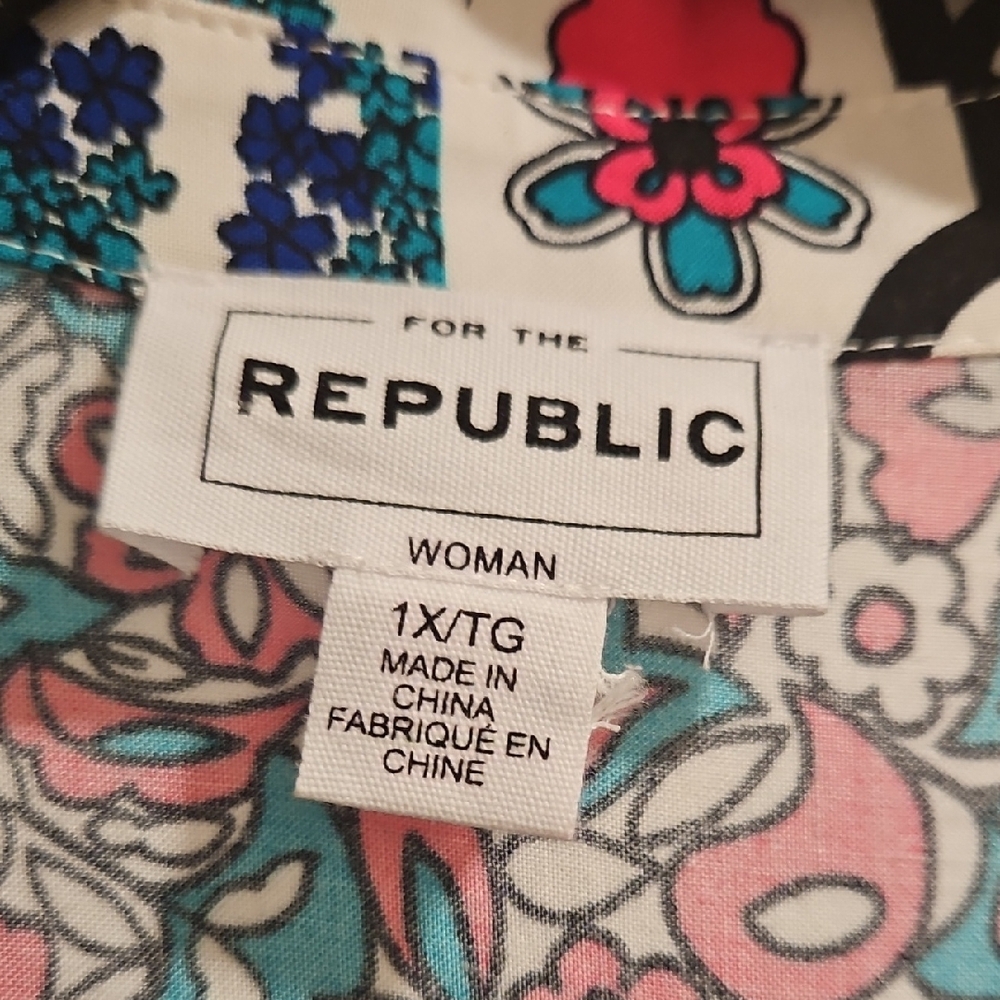 FOR THE
REPUBLIC
WOMAN
1X/TG
MADE IN
CHINA
FABRIQUÉ EN
CHINE